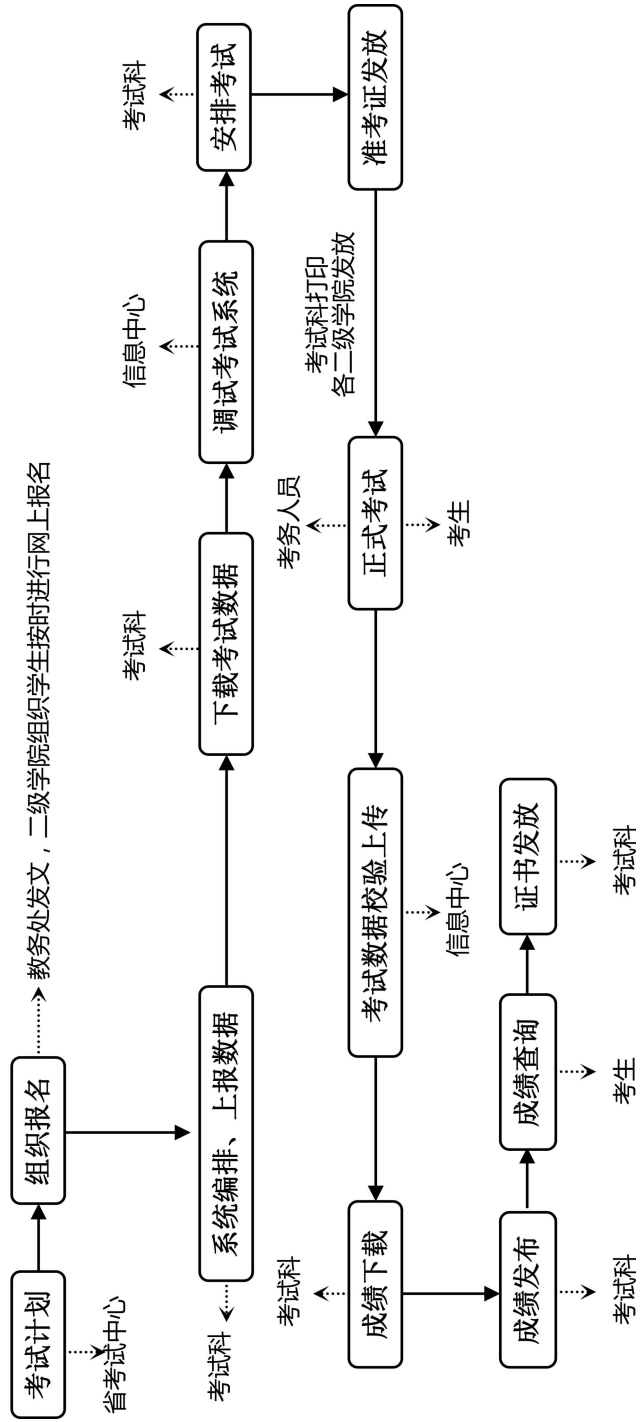 考试计划
省考试中心
组织报名
教务处发文，二级学院组织学生按时进行网上报名
系统编排、上报数据
考试科
下载考试数据
考试科
调试考试系统
信息中心
安排考试
考试科
准考证发放
考试科打印
各二级学院发放
正式考试
考务人员
考生
考试数据校验上传
信息中心
成绩下载
考试科
成绩发布
考试科
成绩查询
考生
证书发放
考试科